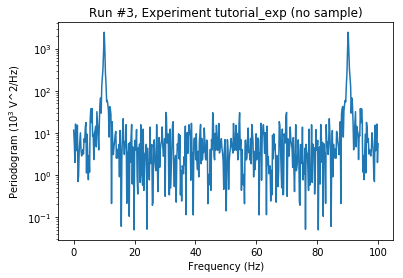 Run #3, Experiment tutorial_exp (no sample)
Periodogram (10³ V^2/Hz)
10³
10²
10¹
10⁰
10⁻¹
0 20 40 60 80 100
Frequency (Hz)